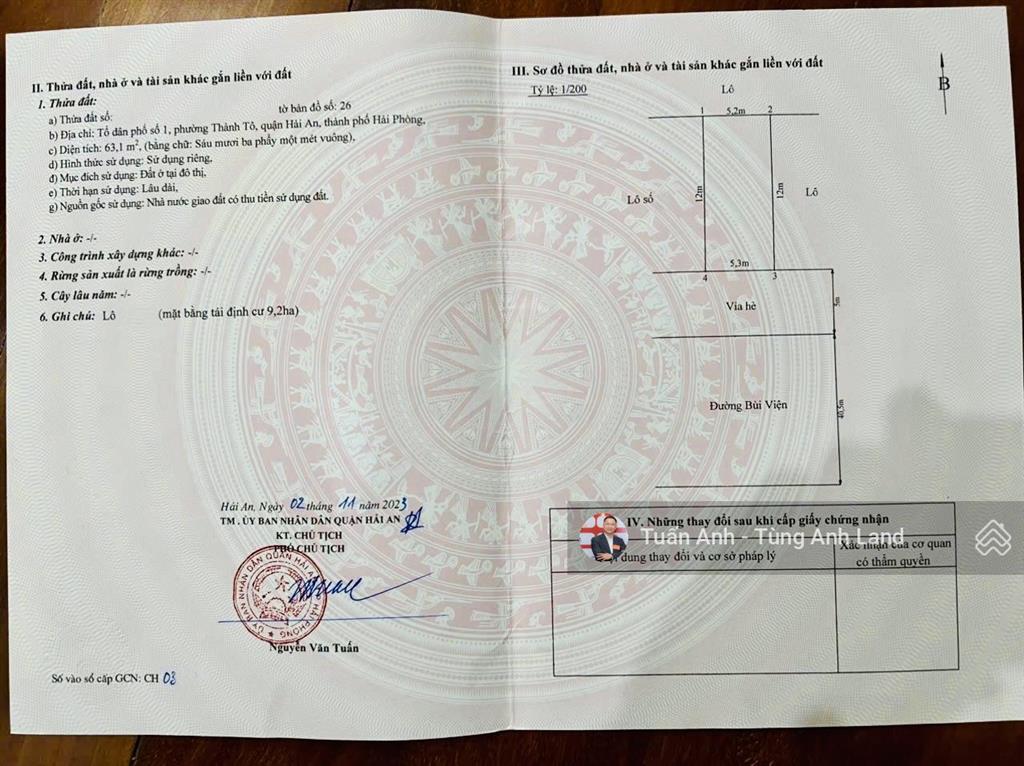 II. Thửa đất, nhà ở và tài sản khác gắn liền với đất
1. Thửa đất:
a) Thửa đất số: tờ bản đồ số: 26
b) Địa chỉ: Tổ dân phố số 1, phường Thành Tô, quận Hải An, thành phố Hải Phòng,
c) Diện tích: 63,1 m², (bằng chữ: Sáu mươi ba phẩy một mét vuông),
d) Hình thức sử dụng: Sử dụng riêng,
đ) Mục đích sử dụng: Đất ở tại đô thị,
e) Thời hạn sử dụng: Lâu dài,
g) Nguồn gốc sử dụng: Nhà nước giao đất có thu tiền sử dụng đất.
2. Nhà ở: -/-
3. Công trình xây dựng khác: -/-
4. Rừng sản xuất là rừng trồng: -/-
5. Cây lâu năm: -/-
6. Ghi chú: Lô (mặt bằng tái định cư 9,2ha)
Hải An, Ngày 02 tháng 11 năm 2023
TM . ỦY BAN NHÂN DÂN QUẬN HẢI AN
KT. CHỦ TỊCH
PHÓ CHỦ TỊCH
ỦY BAN NHÂN DÂN QUẬN HẢI AN ★ HẢI PHÒNG ★
Nguyễn Văn Tuấn
Số vào sổ cấp GCN: CH 03
III. Sơ đồ thửa đất, nhà ở và tài sản khác gắn liền với đất
Tỷ lệ: 1/200
B
Lô
1 5,2m 2
Lô số
12m
12m
Lô
5,3m
4 3
Vỉa hè
5m
Đường Bùi Viện
40,5m
IV. Những thay đổi sau khi cấp giấy chứng nhận
Tuấn Anh - Tùng Anh Land
dung thay đổi và cơ sở pháp lý
Xác nhận của cơ quan
có thẩm quyền